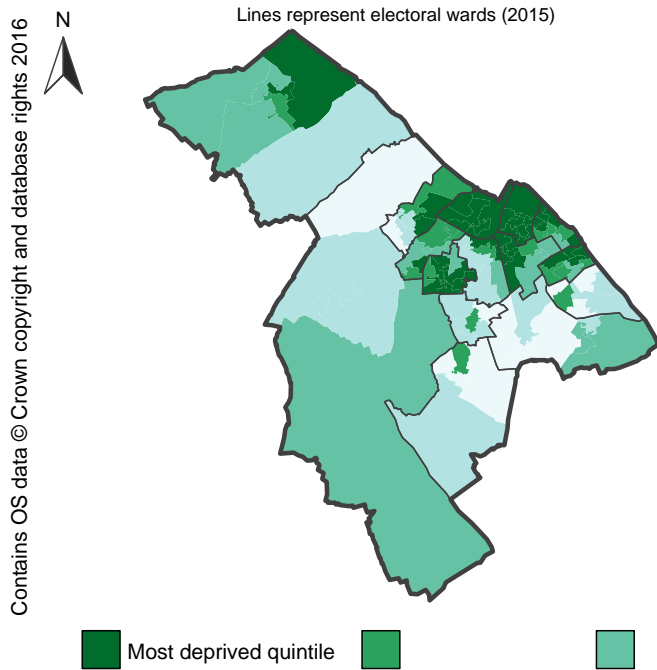 Lines represent electoral wards (2015)
N
Contains OS data © Crown copyright and database rights 2016
Most deprived quintile